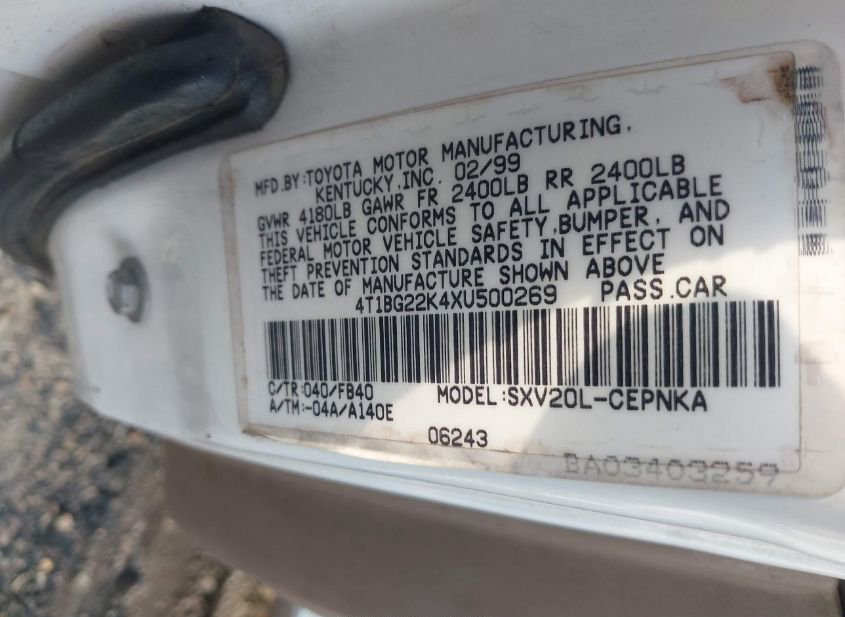 MFD.BY:TOYOTA MOTOR MANUFACTURING,
KENTUCKY,INC. 02/99
GVWR 4180LB GAWR FR 2400LB RR 2400LB
THIS VEHICLE CONFORMS TO ALL APPLICABLE
FEDERAL MOTOR VEHICLE SAFETY,BUMPER, AND
THEFT PREVENTION STANDARDS IN EFFECT ON
THE DATE OF MANUFACTURE SHOWN ABOVE
4T1BG22K4XU500269 PASS.CAR
C/TR:040/FB40 MODEL:SXV20L-CEPNKA
A/TM:-04A/A140E
06243
BA03403259